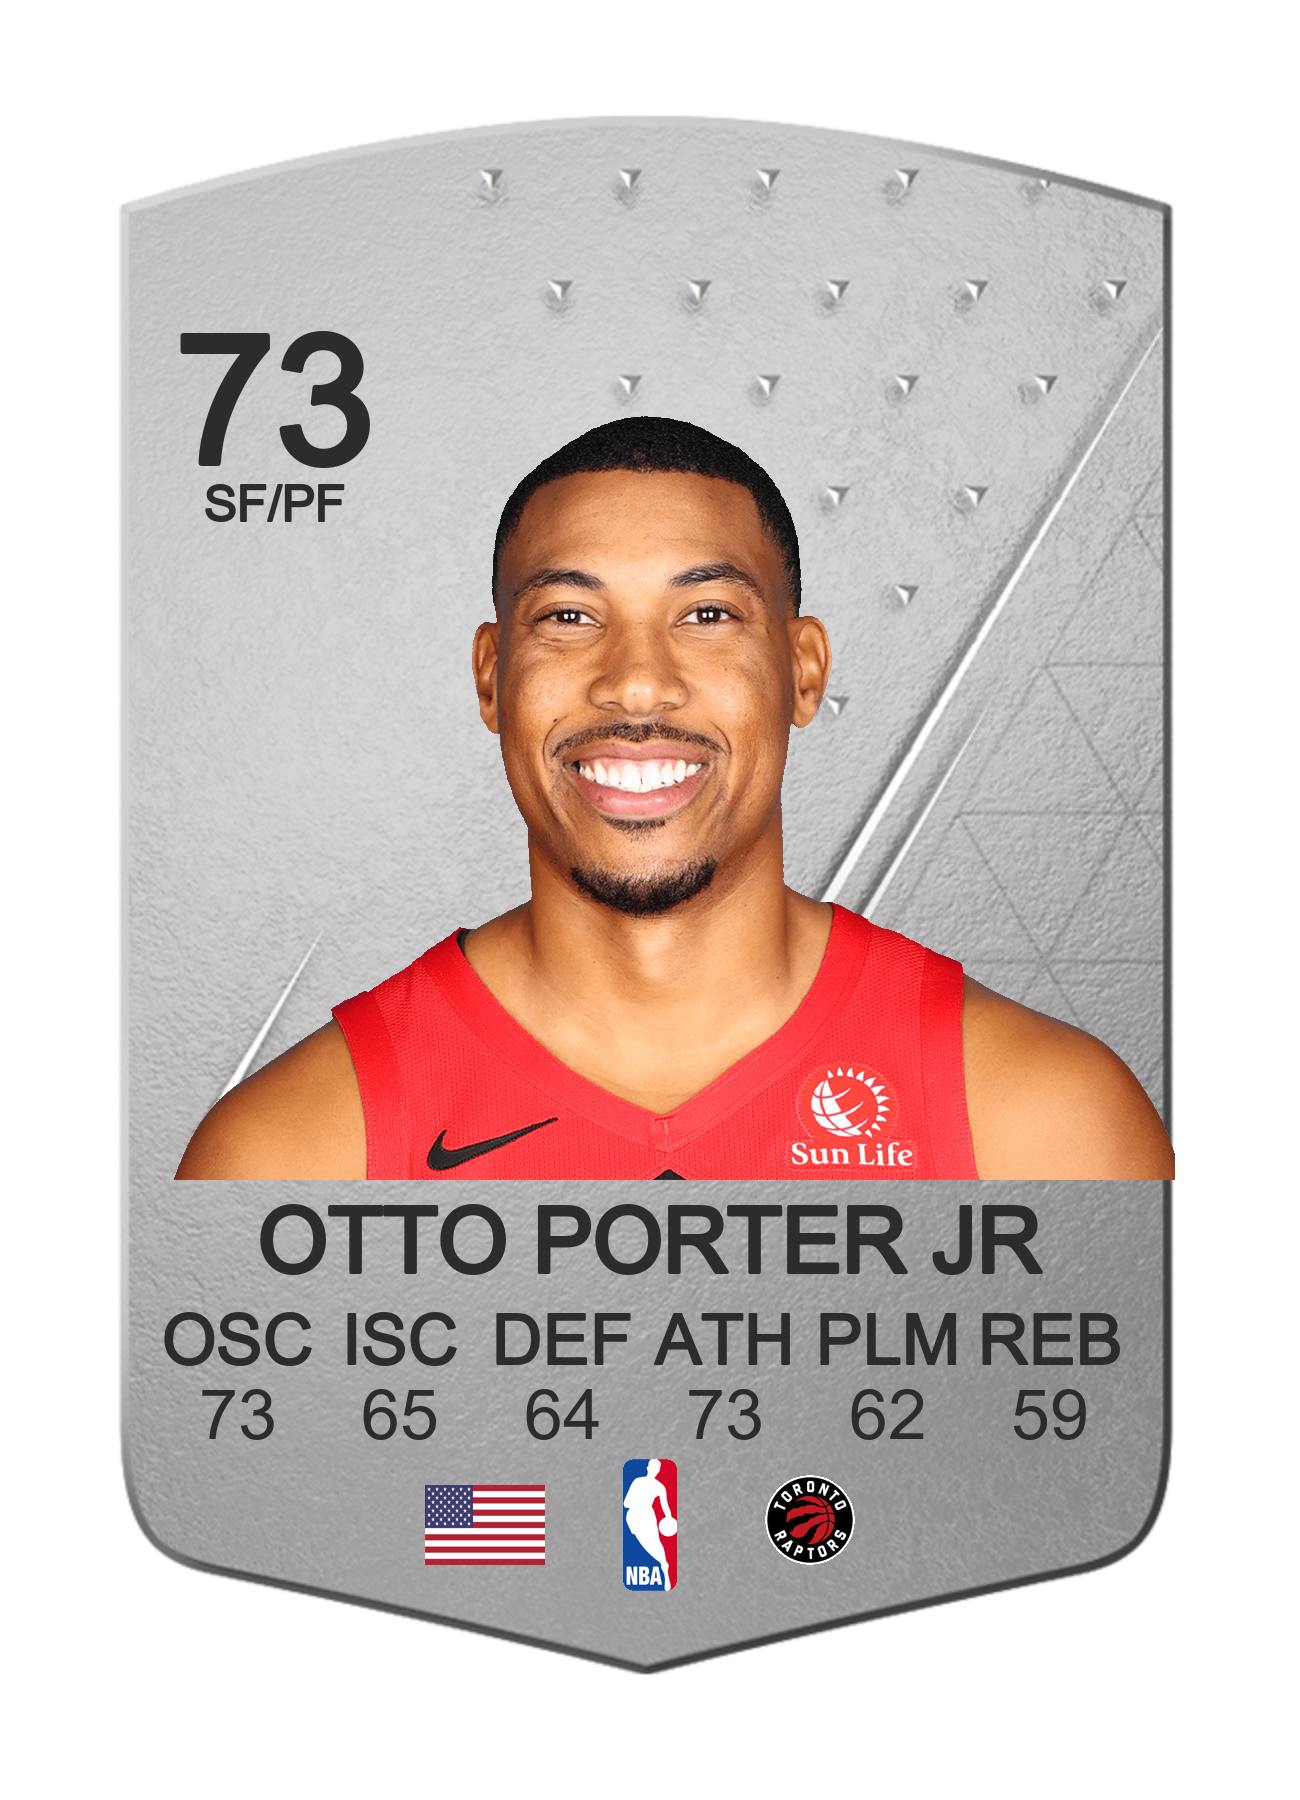 73
SF/PF
Sun Life
OTTO PORTER JR
OSC ISC DEF ATH PLM REB
73 65 64 73 62 59
NBA
TORONTO
RAPTORS